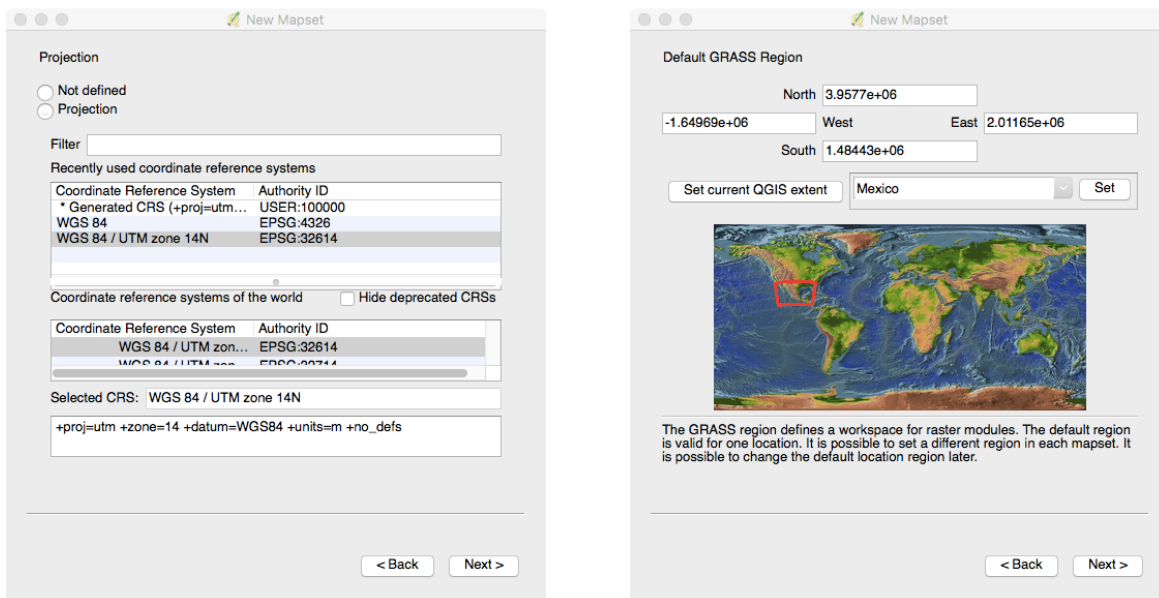 New Mapset
Projection
Not defined
Projection
Filter
Recently used coordinate reference systems
Coordinate Reference System Authority ID
* Generated CRS (+proj=utm... USER:100000
WGS 84 EPSG:4326
WGS 84 / UTM zone 14N EPSG:32614
Coordinate reference systems of the world Hide deprecated CRSs
Coordinate Reference System Authority ID
WGS 84 / UTM zon... EPSG:32614
WGS 84 / UTM zon... EPSG:32714
Selected CRS: WGS 84 / UTM zone 14N
+proj=utm +zone=14 +datum=WGS84 +units=m +no_defs
< Back Next >
New Mapset
Default GRASS Region
North 3.9577e+06
-1.64969e+06 West East 2.01165e+06
South 1.48443e+06
Set current QGIS extent Mexico Set
The GRASS region defines a workspace for raster modules. The default region
is valid for one location. It is possible to set a different region in each mapset. It
is possible to change the default location region later.
< Back Next >